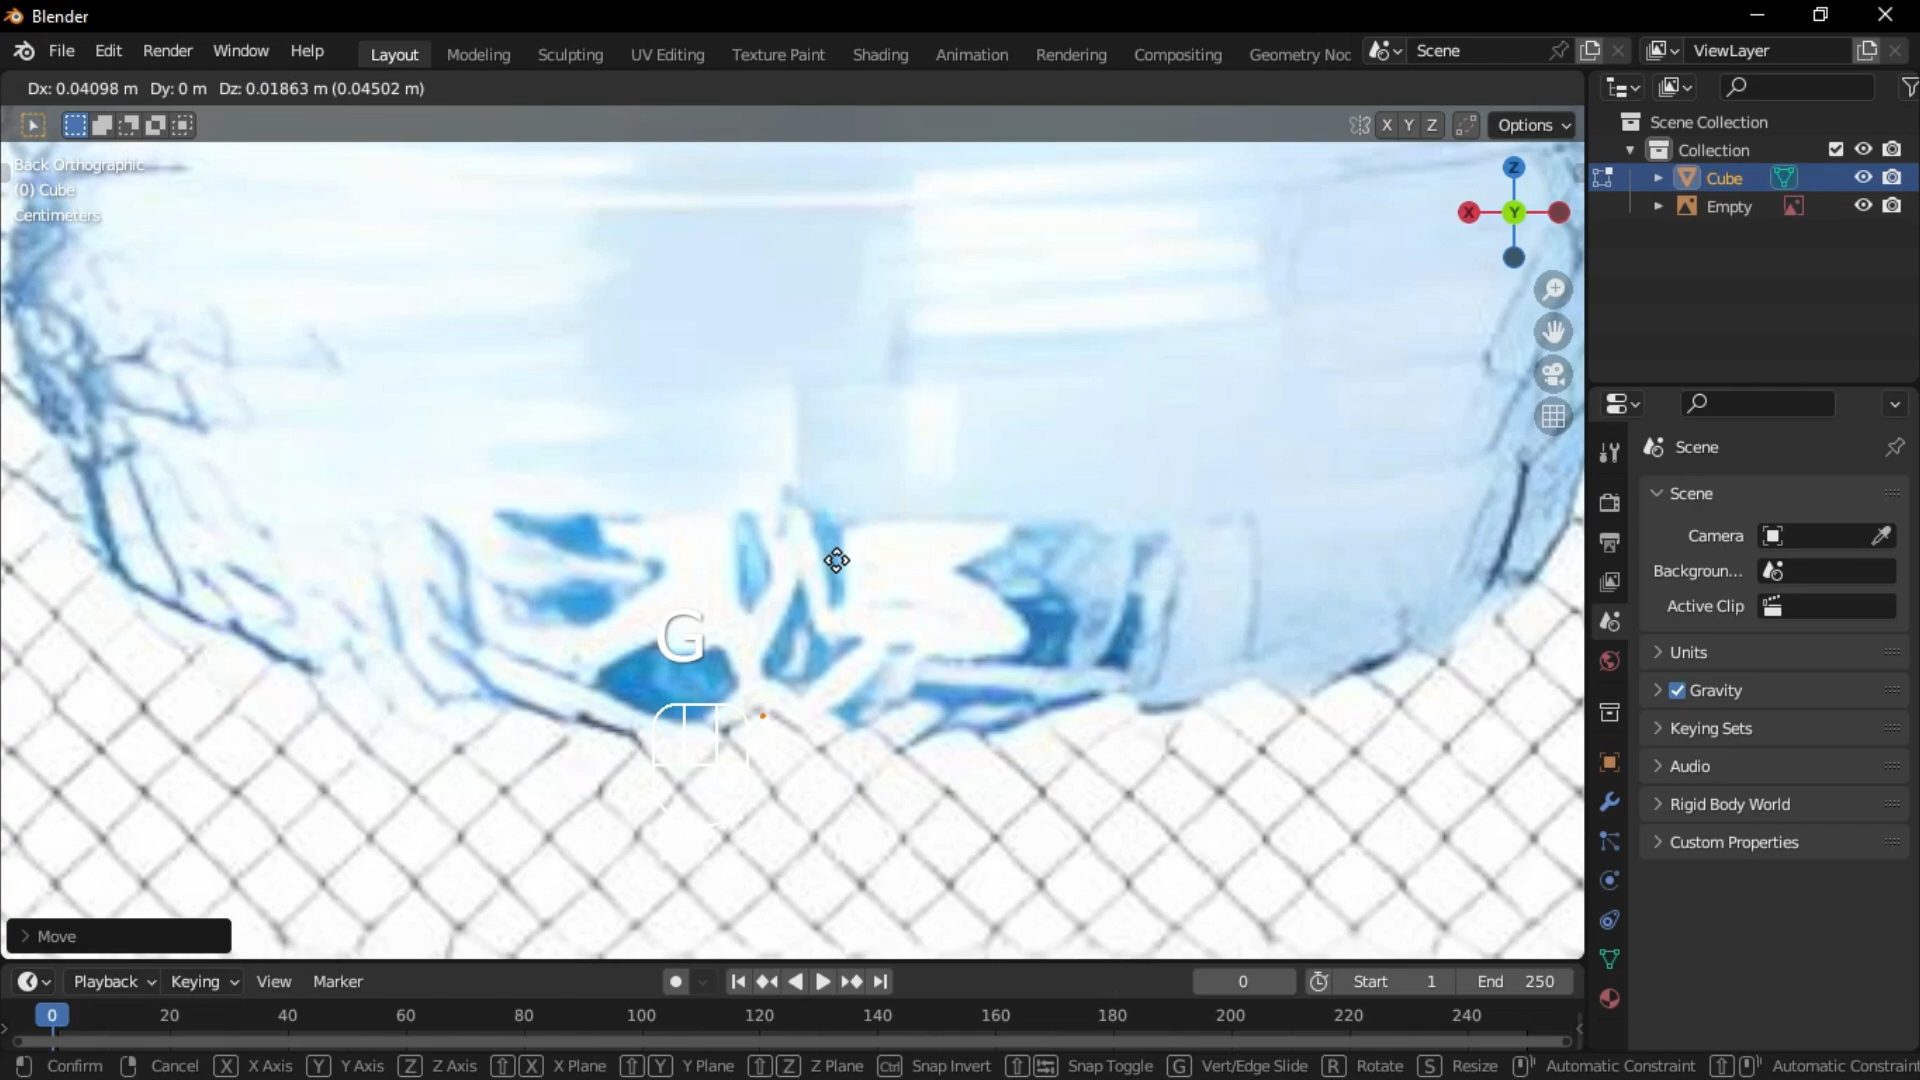 Blender
File Edit Render Window Help Layout Modeling Sculpting UV Editing Texture Paint Shading Animation Rendering Compositing Geometry Noc Scene ViewLayer
Dx: 0.04098 m Dy: 0 m Dz: 0.01863 m (0.04502 m)
X Y Z Options
Scene Collection
Back Orthographic
(0) Cube
Centimeters
Z
X Y
Collection
Cube
Empty
Scene
Scene
Camera
Backgroun...
Active Clip
Units
Gravity
Keying Sets
Audio
Rigid Body World
Custom Properties
G
Move
Playback Keying View Marker 0 Start 1 End 250
0 20 40 60 80 100 120 140 160 180 200 220 240
Confirm Cancel X X Axis Y Y Axis Z Z Axis X X Plane Y Y Plane Z Z Plane Ctrl Snap Invert Snap Toggle G Vert/Edge Slide R Rotate S Resize Automatic Constraint Automatic Constraint